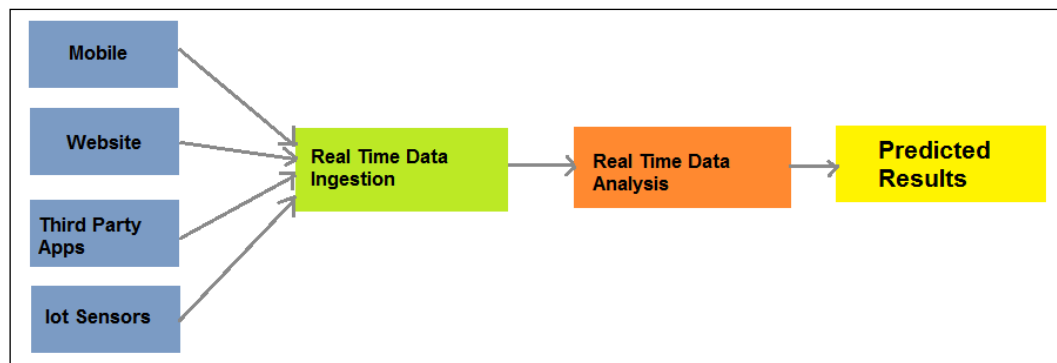 Mobile
Website
Third Party
Apps
Iot Sensors
Real Time Data
Ingestion
Real Time Data
Analysis
Predicted
Results